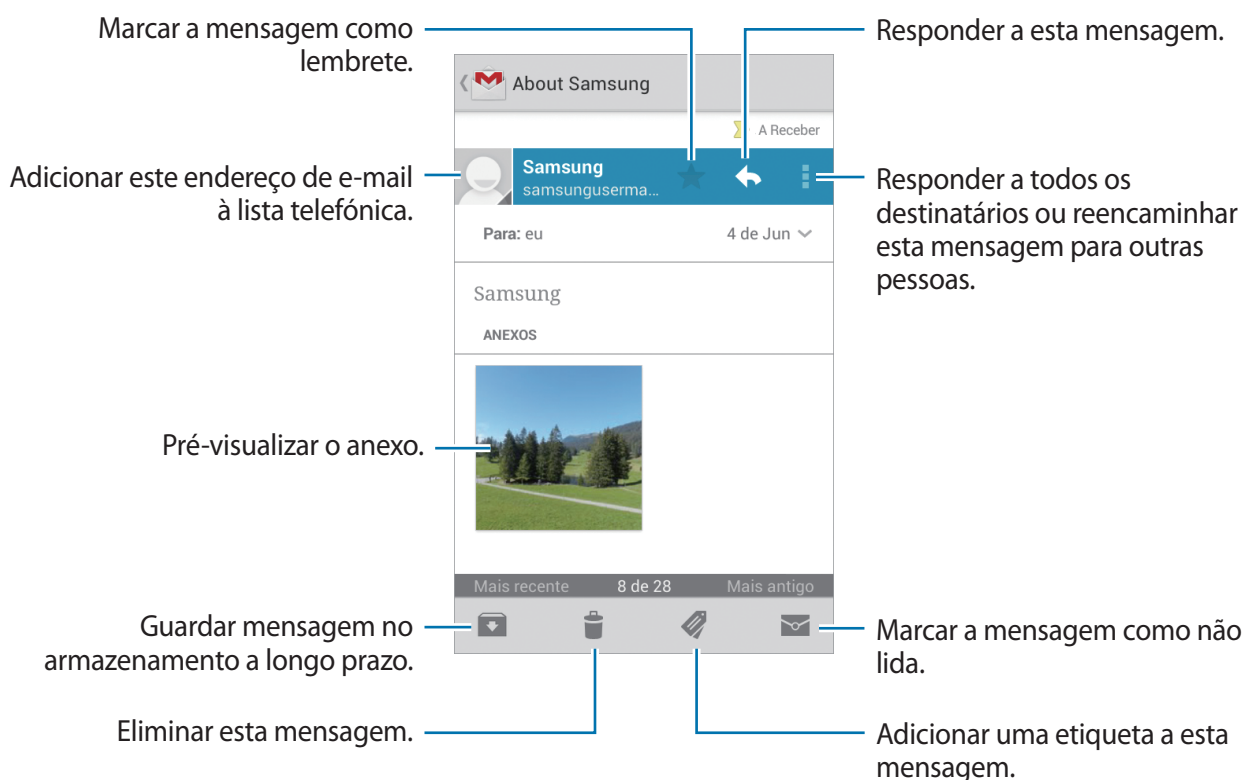 Marcar a mensagem como
lembrete.
Responder a esta mensagem.
About Samsung
A Receber
Adicionar este endereço de e-mail
à lista telefónica.
Samsung
samsunguserma...
Responder a todos os
destinatários ou reencaminhar
esta mensagem para outras
pessoas.
Para: eu
4 de Jun
Samsung
ANEXOS
Pré-visualizar o anexo.
Mais recente
8 de 28
Mais antigo
Guardar mensagem no
armazenamento a longo prazo.
Marcar a mensagem como não
lida.
Eliminar esta mensagem.
Adicionar uma etiqueta a esta
mensagem.